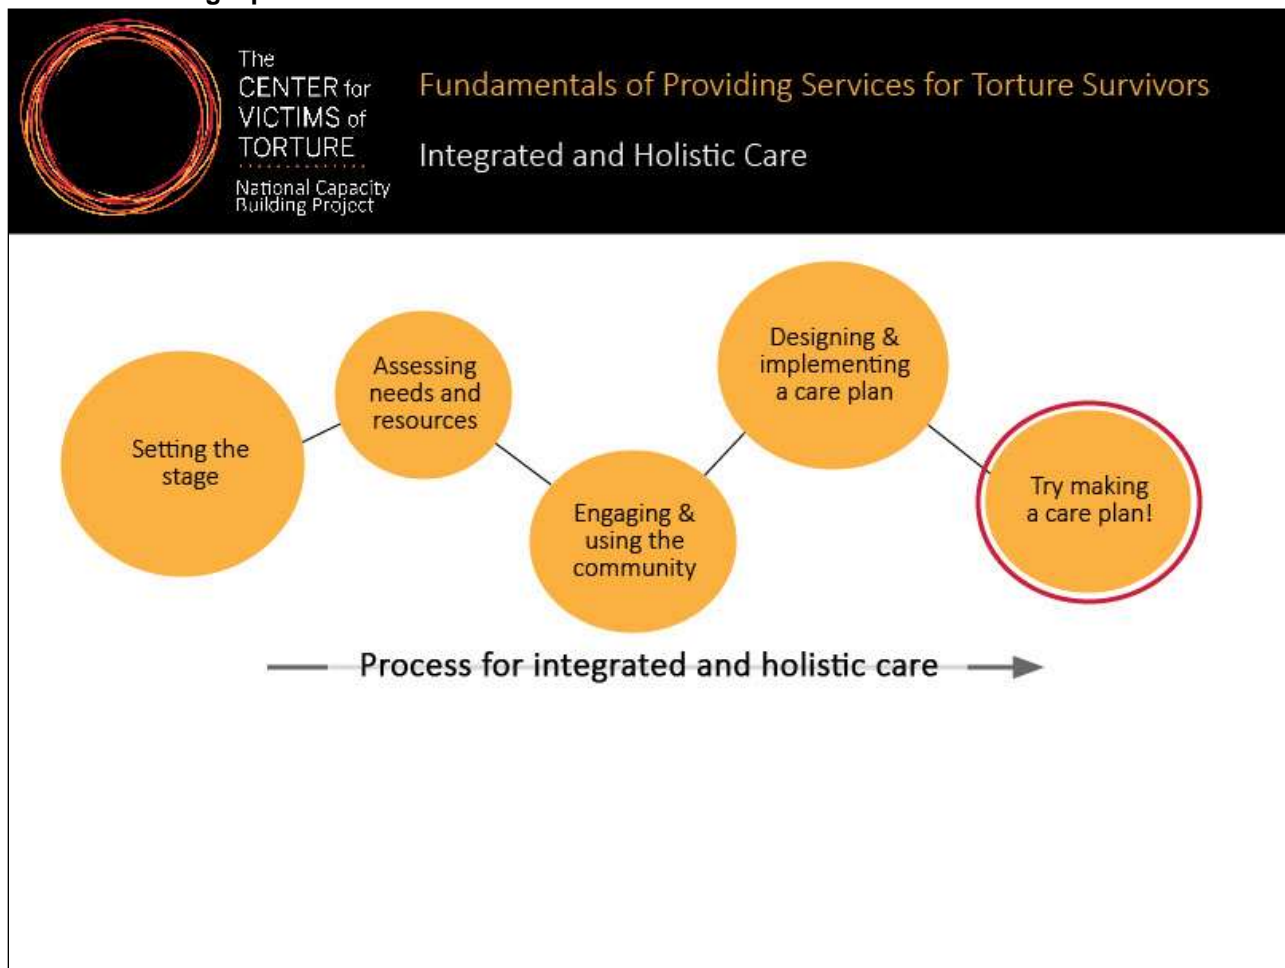 The
CENTER for
VICTIMS of
TORTURE
National Capacity
Building Project
Fundamentals of Providing Services for Torture Survivors
Integrated and Holistic Care
Setting the
stage
Assessing
needs and
resources
Engaging &
using the
community
Designing &
implementing
a care plan
Try making
a care plan!
Process for integrated and holistic care